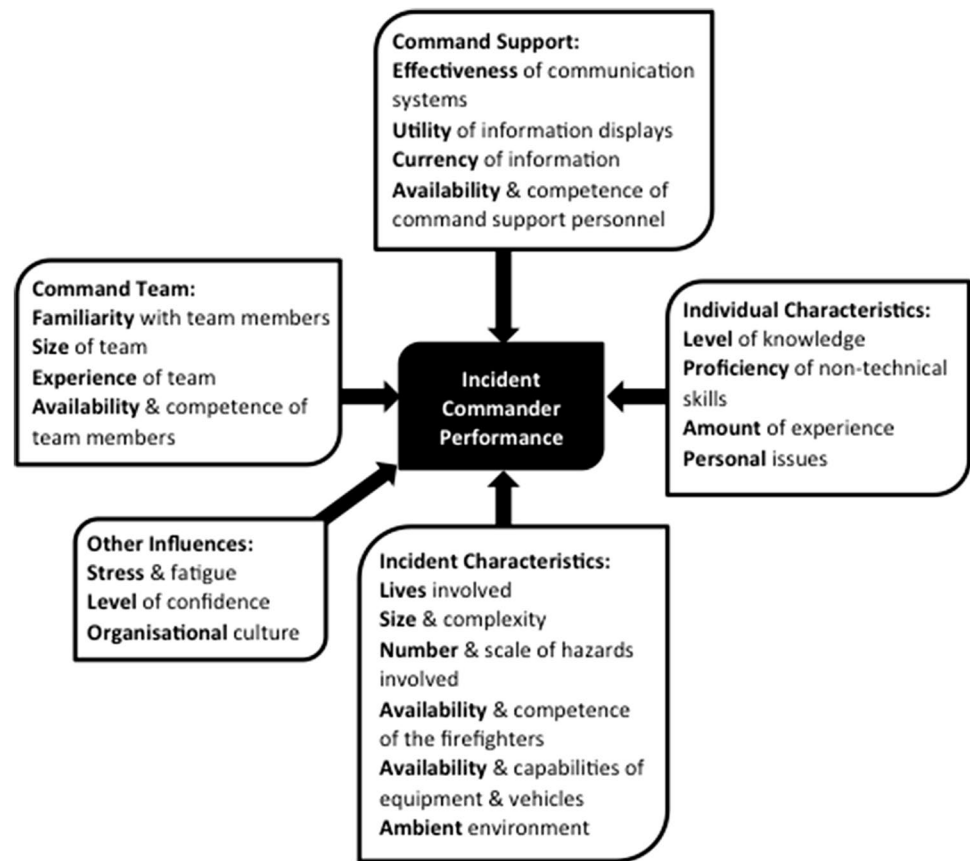 Command Support:
Effectiveness of communication
systems
Utility of information displays
Currency of information
Availability & competence of
command support personnel
Command Team:
Familiarity with team members
Size of team
Experience of team
Availability & competence of
team members
Incident
Commander
Performance
Individual Characteristics:
Level of knowledge
Proficiency of non-technical
skills
Amount of experience
Personal issues
Other Influences:
Stress & fatigue
Level of confidence
Organisational culture
Incident Characteristics:
Lives involved
Size & complexity
Number & scale of hazards
involved
Availability & competence
of the firefighters
Availability & capabilities of
equipment & vehicles
Ambient environment